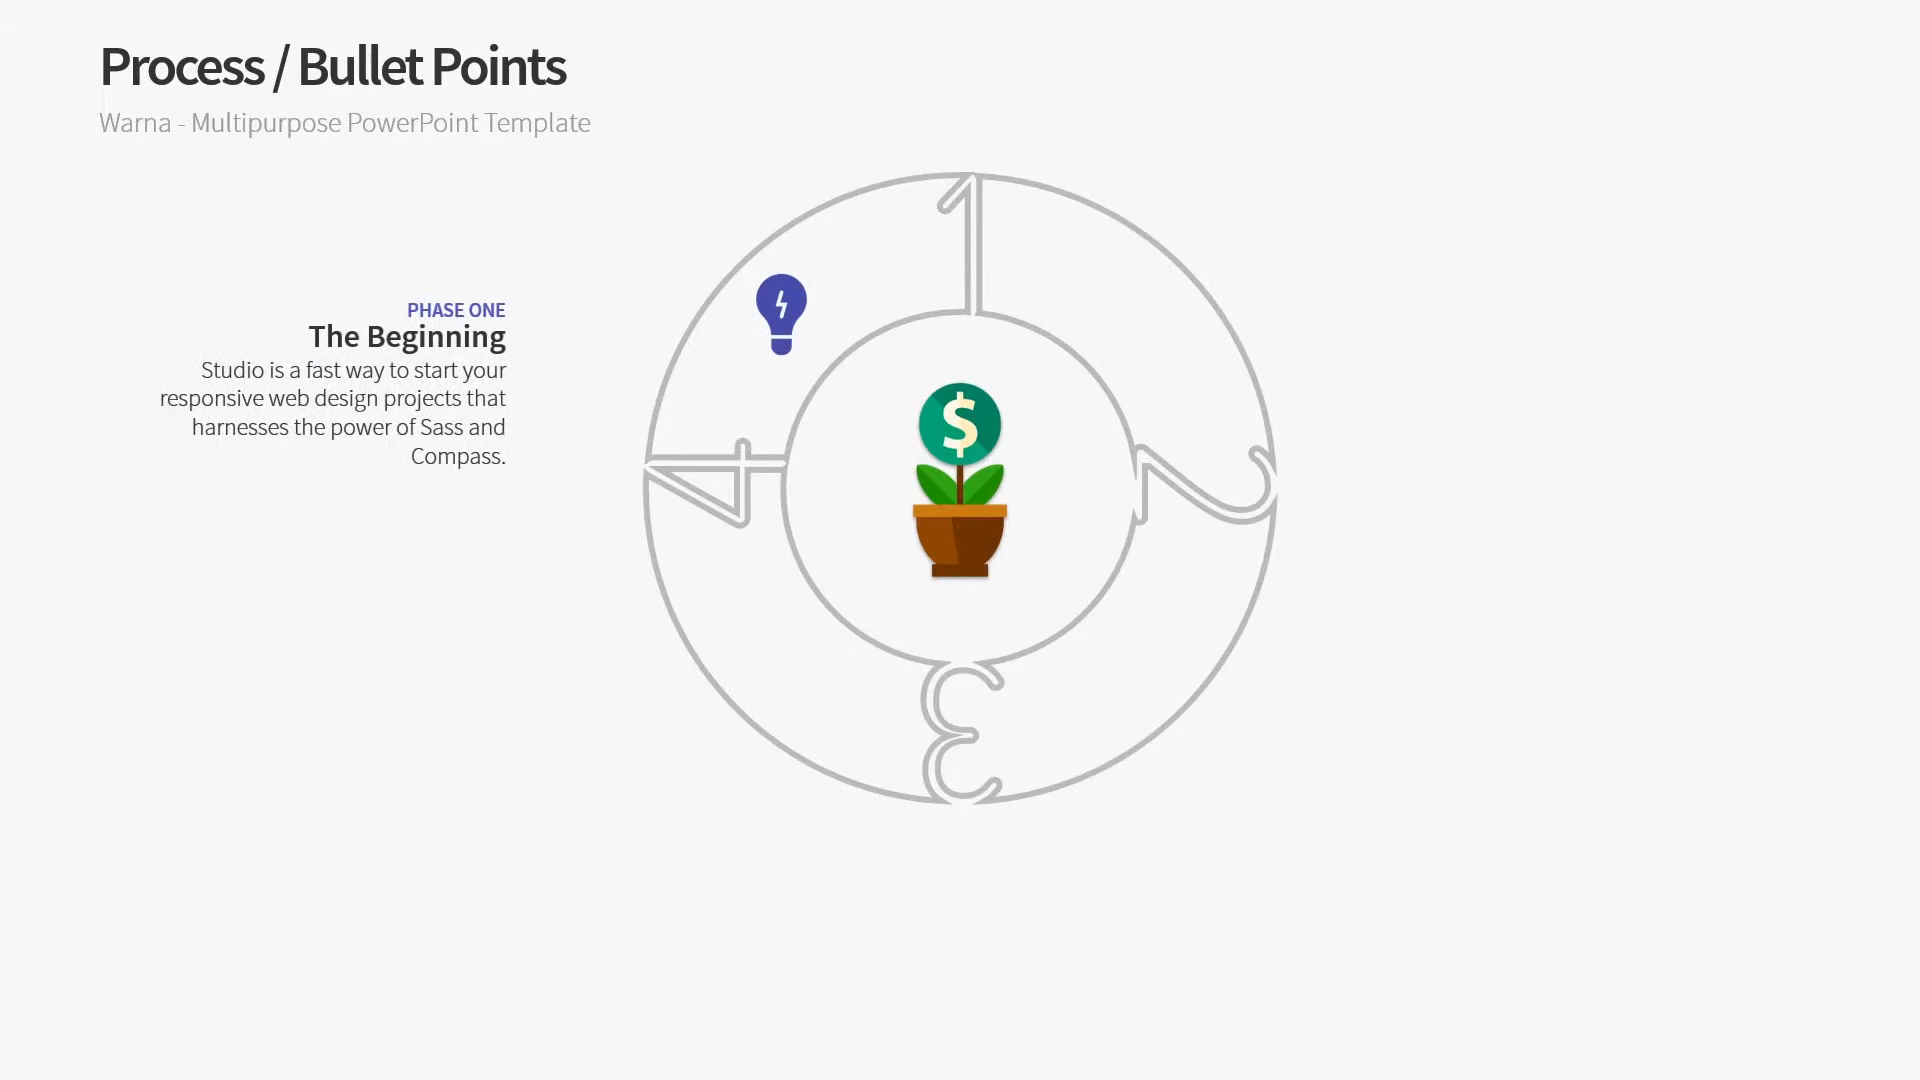 Process / Bullet Points
Warna - Multipurpose PowerPoint Template
PHASE ONE
The Beginning
Studio is a fast way to start your
responsive web design projects that
harnesses the power of Sass and
Compass.
1
$
4
2
3